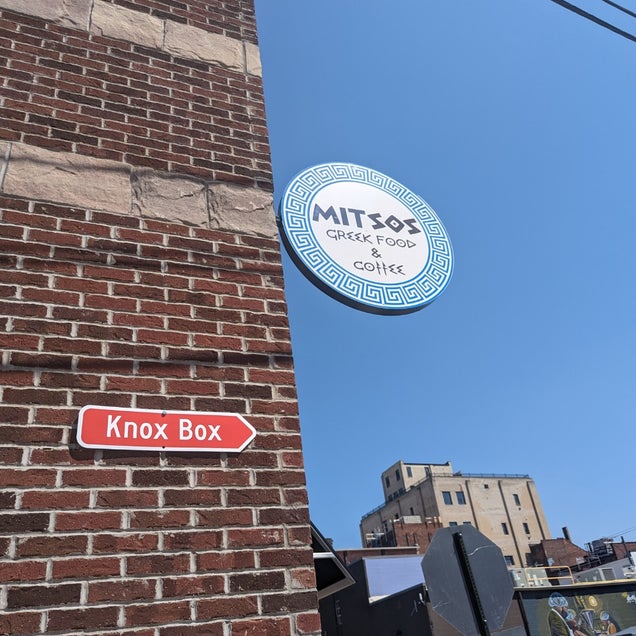 MITSOS
GREEK FOOD
&
COFFEE
Knox Box